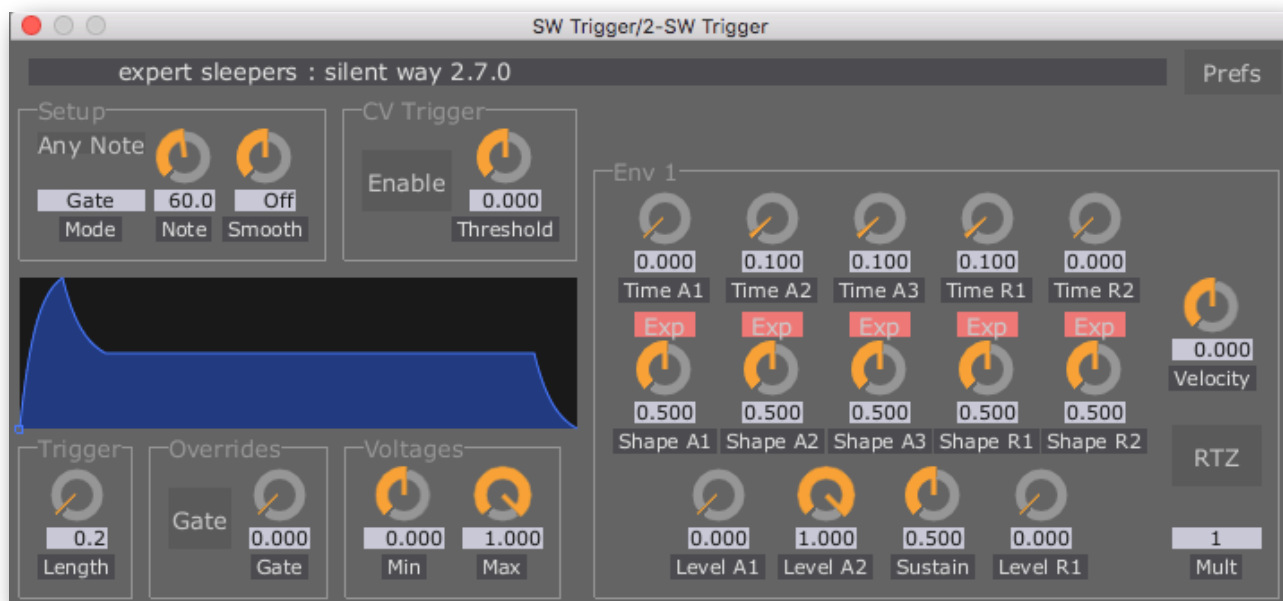 SW Trigger/2-SW Trigger
expert sleepers : silent way 2.7.0
Prefs
Setup
Any Note
Gate 60.0 Off
Mode Note Smooth
CV Trigger
Enable
0.000
Threshold
Env 1
0.000 0.100 0.100 0.100 0.000
Time A1 Time A2 Time A3 Time R1 Time R2
Exp Exp Exp Exp Exp
0.500 0.500 0.500 0.500 0.500
Shape A1 Shape A2 Shape A3 Shape R1 Shape R2
0.000 1.000 0.500 0.000
Level A1 Level A2 Sustain Level R1
0.000
Velocity
RTZ
1
Mult
Trigger
0.2
Length
Overrides
Gate
0.000
Gate
Voltages
0.000 1.000
Min Max